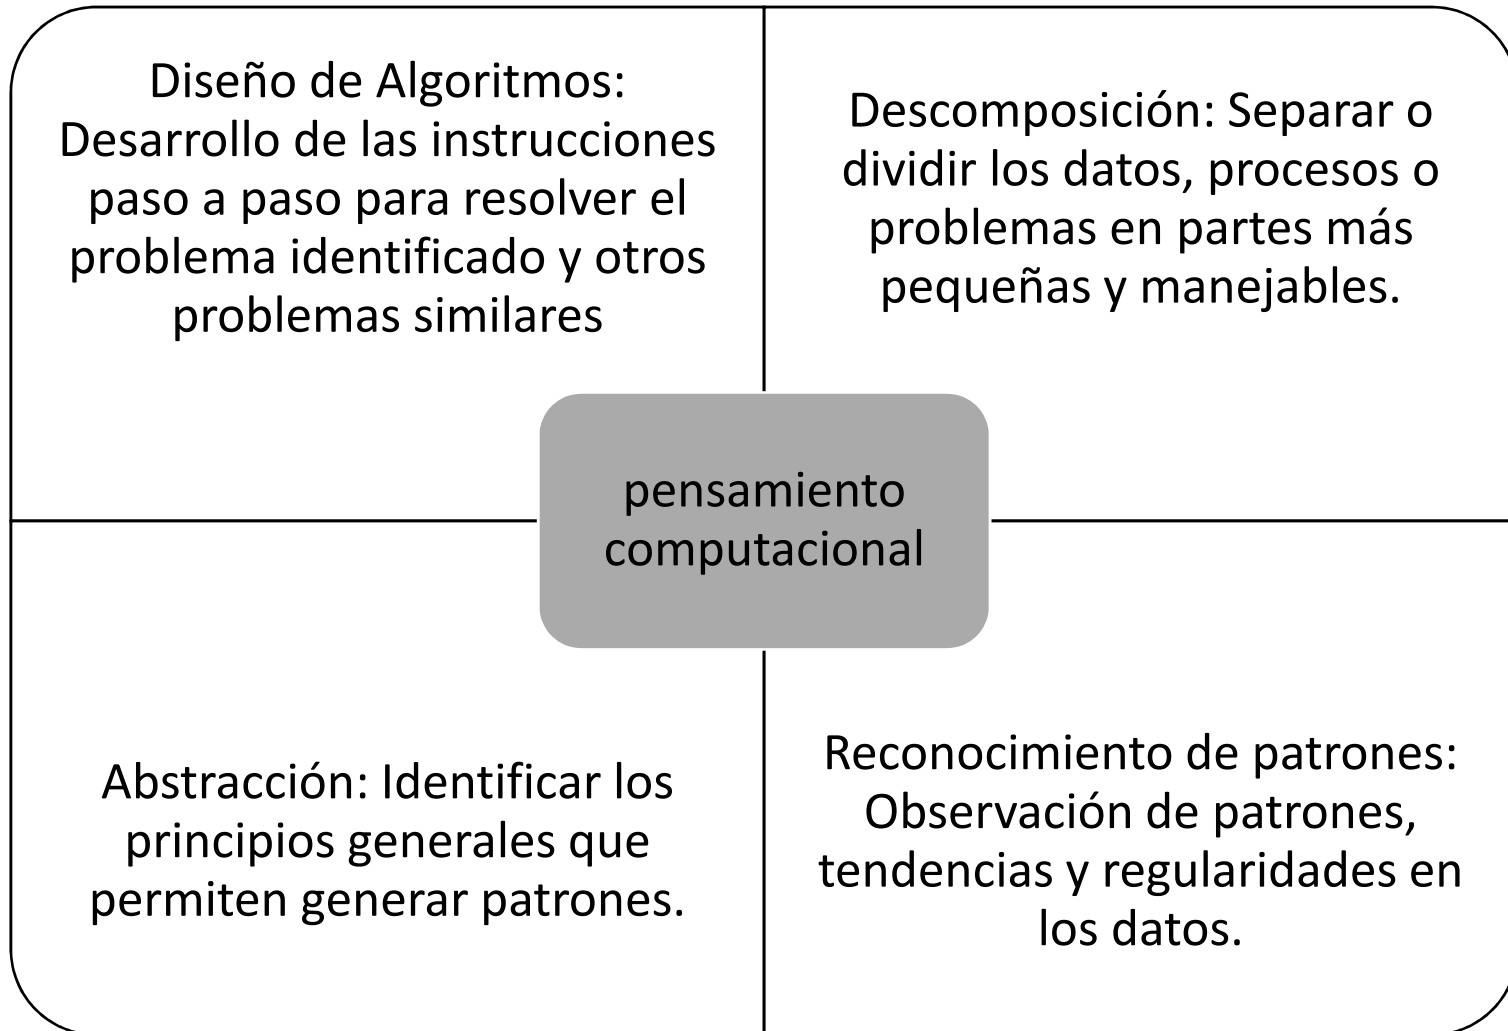 Diseño de Algoritmos:
Desarrollo de las instrucciones
paso a paso para resolver el
problema identificado y otros
problemas similares
Descomposición: Separar o
dividir los datos, procesos o
problemas en partes más
pequeñas y manejables.
pensamiento
computacional
Abstracción: Identificar los
principios generales que
permiten generar patrones.
Reconocimiento de patrones:
Observación de patrones,
tendencias y regularidades en
los datos.